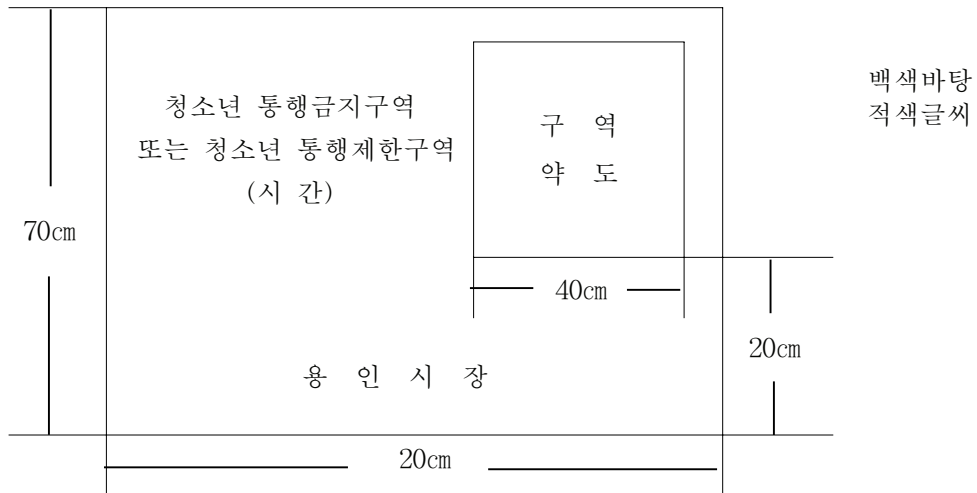 청소년 통행금지구역
또는 청소년 통행제한구역
(시 간)
구 역
약 도
백색바탕
적색글씨
70㎝
40㎝
20㎝
용 인 시 장
20㎝